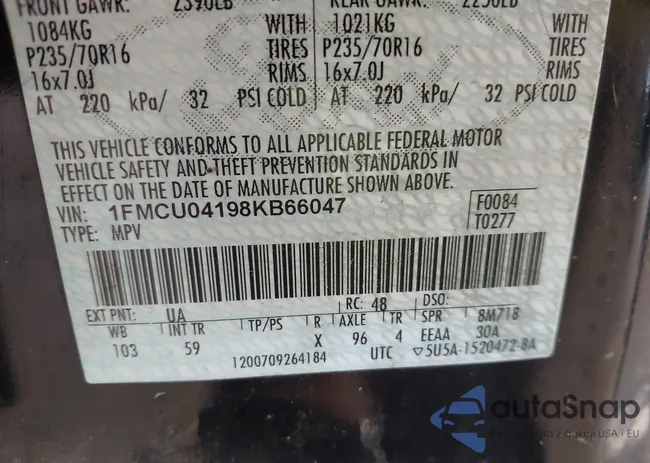 FRONT GAWR: 2390LB REAR GAWR: 2250LB
1084KG WITH 1021KG WITH
P235/70R16 TIRES P235/70R16 TIRES
16x7.0J RIMS 16x7.0J RIMS
AT 220 kPa/ 32 PSI COLD AT 220 kPa/ 32 PSI COLD
THIS VEHICLE CONFORMS TO ALL APPLICABLE FEDERAL MOTOR
VEHICLE SAFETY AND THEFT PREVENTION STANDARDS IN
EFFECT ON THE DATE OF MANUFACTURE SHOWN ABOVE.
VIN: 1FMCU04198KB66047 F0084
TYPE: MPV T0277
EXT PNT: UA RC: 48 DSO:
WB INT TR TP/PS R AXLE TR SPR 8M718
103 59 X 96 4 EEAA 30A
1200709264184 UTC ▽5U5A-1520472-BA
autoSnap
auta z aukcji USA i EU